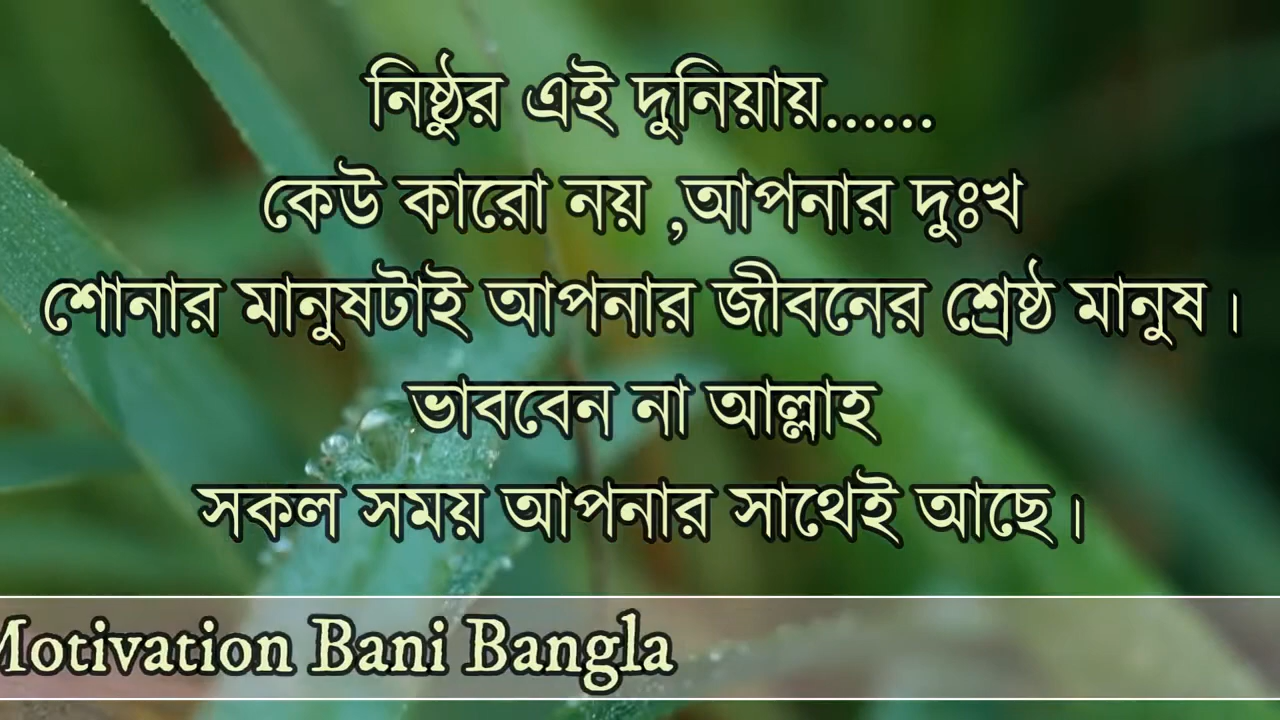 নিষ্ঠুর এই দুনিয়ায়......
কেউ কারো নয় ,আপনার দুঃখ
শোনার মানুষটাই আপনার জীবনের শ্রেষ্ঠ মানুষ।
ভাববেন না আল্লাহ
সকল সময় আপনার সাথেই আছে।
Motivation Bani Bangla